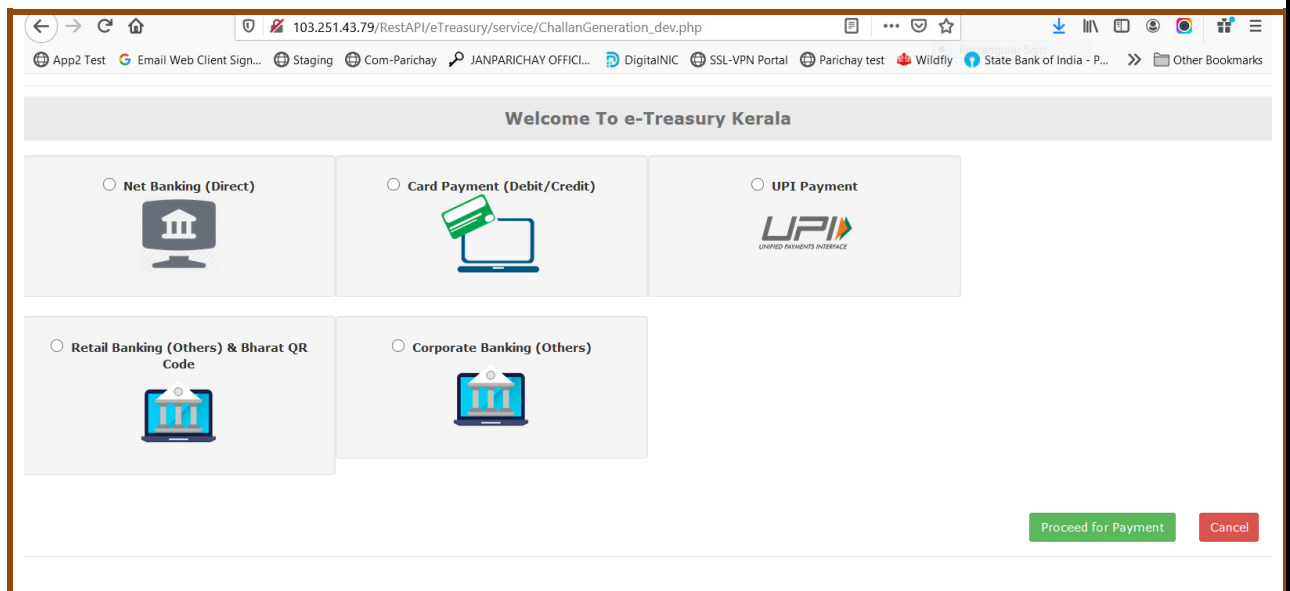 103.251.43.79/RestAPI/eTreasury/service/ChallanGeneration_dev.php
App2 Test Email Web Client Sign... Staging Com-Parichay JANPARICHAY OFFICI... DigitalNIC SSL-VPN Portal Parichay test Wildfly State Bank of India - P... Other Bookmarks
Rectangular Snip
Welcome To e-Treasury Kerala
Net Banking (Direct) Card Payment (Debit/Credit) UPI Payment
UPI
UNIFIED PAYMENTS INTERFACE
Retail Banking (Others) & Bharat QR
Code
Corporate Banking (Others)
Proceed for Payment Cancel